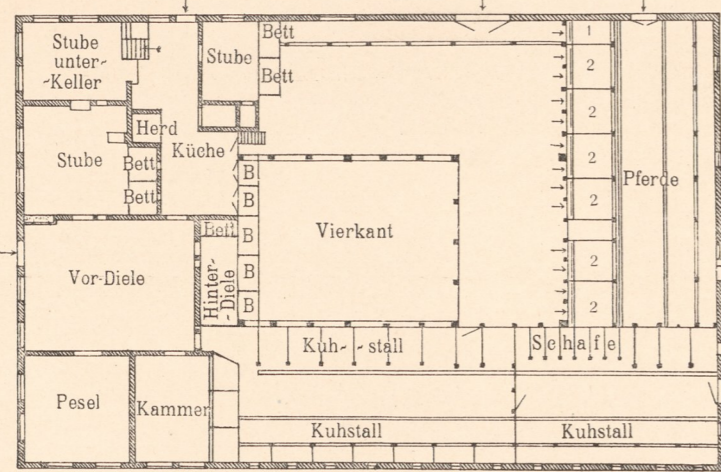 Stube
unter-
-Keller
Stube
Bett
Bett
1
2
2
2
2
2
2
Herd
Küche
Stube
Bett
Bett
Pferde
B
B
B
B
B
Bett
Vierkant
Vor-Diele
Hinter-
-Diele
Kuh- -stall
Schafe
Pesel
Kammer
Kuhstall
Kuhstall